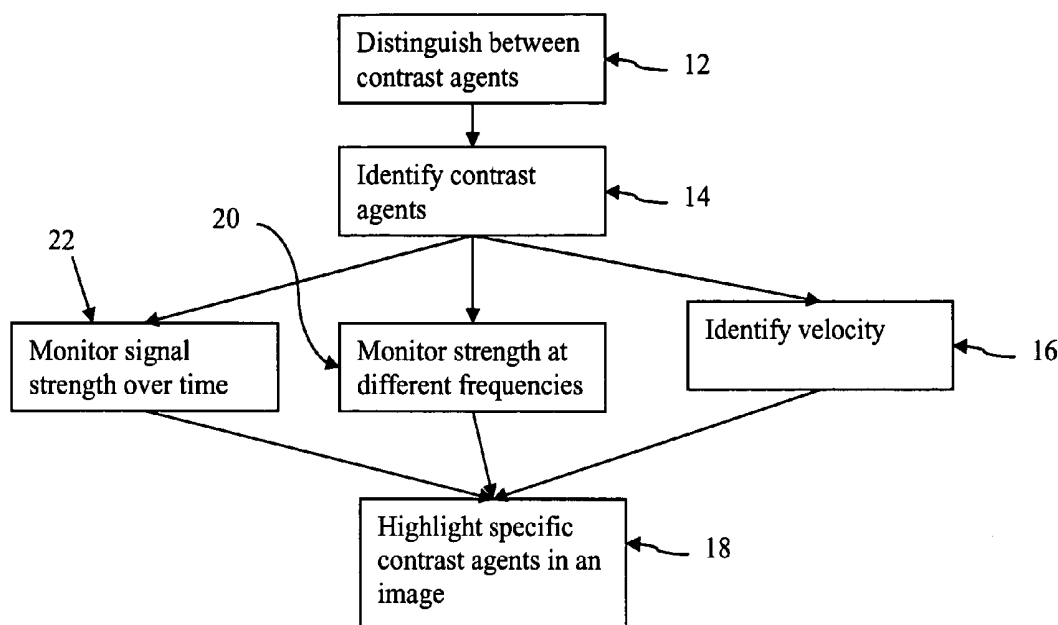 Distinguish between
contrast agents
12
Identify contrast
agents
14
20
22
Monitor signal
strength over time
Monitor strength at
different frequencies
Identify velocity
16
Highlight specific
contrast agents in an
image
18